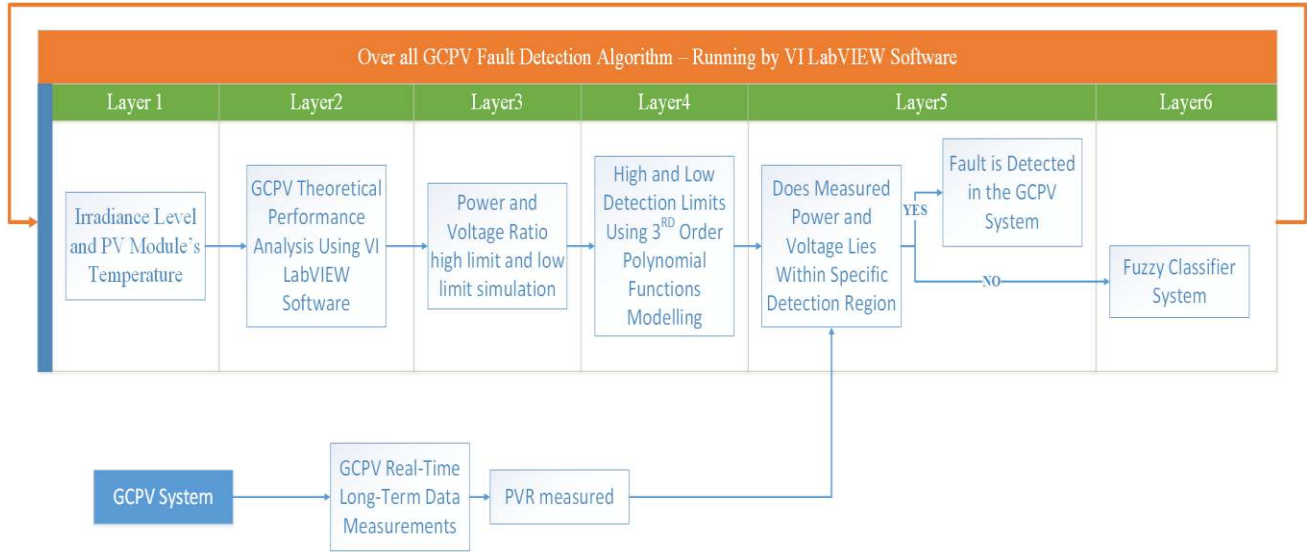 Over all GCPV Fault Detection Algorithm – Running by VI LabVIEW Software
Layer 1
Layer2
Layer3
Layer4
Layer5
Layer6
Irradiance Level
and PV Module's
Temperature
GCPV Theoretical
Performance
Analysis Using VI
LabVIEW
Software
Power and
Voltage Ratio
high limit and low
limit simulation
High and Low
Detection Limits
Using 3RD Order
Polynomial
Functions
Modelling
Does Measured
Power and
Voltage Lies
Within Specific
Detection Region
YES
Fault is Detected
in the GCPV
System
NO
Fuzzy Classifier
System
GCPV System
GCPV Real-Time
Long-Term Data
Measurements
PVR measured